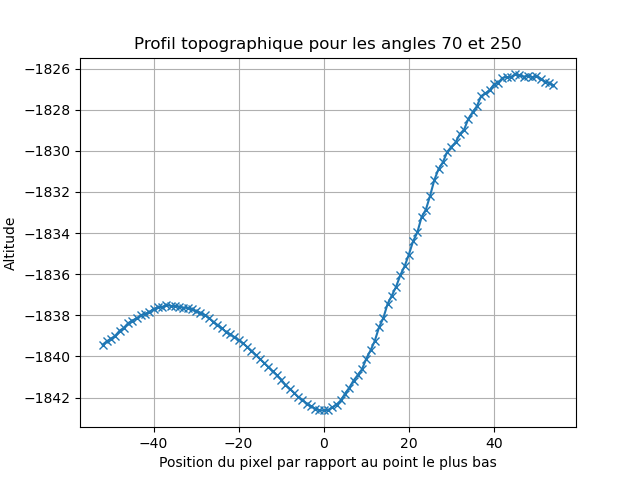 Profil topographique pour les angles 70 et 250
Altitude
−1826
−1828
−1830
−1832
−1834
−1836
−1838
−1840
−1842
−40 −20 0 20 40
Position du pixel par rapport au point le plus bas